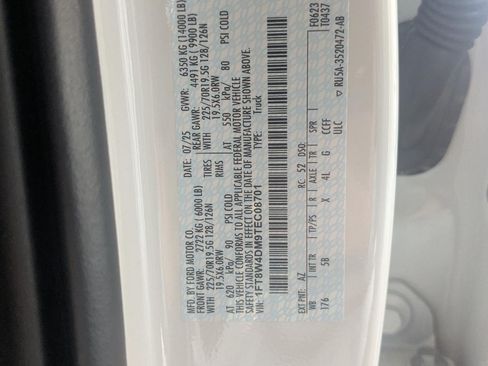 MFD. BY FORD MOTOR CO.
DATE: 07/25 GVWR: 6350 KG (14000 LB)
FRONT GAWR: 2722 KG (6000 LB) REAR GAWR: 4491 KG (9900 LB)
WITH 225/70R19.5G 128/126N TIRES WITH 225/70R19.5G 128/126N
19.5X6.0RW RIMS 19.5X6.0RW
AT 620 kPa/ 90 PSI COLD AT 550 kPa/ 80 PSI COLD
THIS VEHICLE CONFORMS TO ALL APPLICABLE FEDERAL MOTOR VEHICLE
SAFETY STANDARDS IN EFFECT ON THE DATE OF MANUFACTURE SHOWN ABOVE.
VIN: 1FT8W4DM9TEC08701 TYPE: Truck
F0623
T0437
EXT PNT: AZ RC: 52 DSO:
WB INT TR TP/PS R AXLE TR SPR
176 5B X 4L G CCFF
ULC
RU5A-3520472-AB